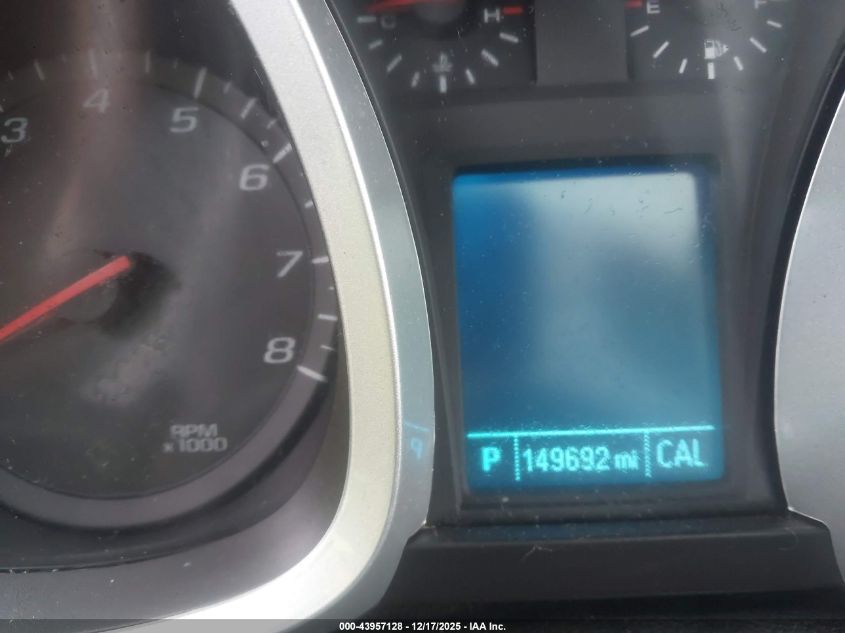 C H E F
3 4 5 6 7 8
RPM
x1000
P 149692 mi CAL
000-43957128 - 12/17/2025 - IAA Inc.